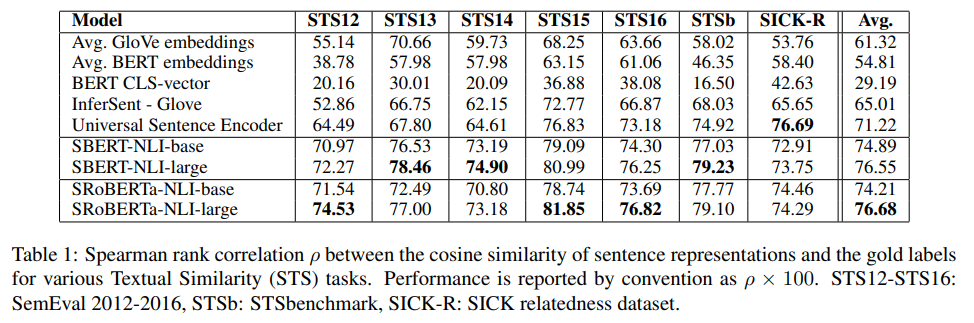 Model STS12 STS13 STS14 STS15 STS16 STSb SICK-R Avg.
Avg. GloVe embeddings 55.14 70.66 59.73 68.25 63.66 58.02 53.76 61.32
Avg. BERT embeddings 38.78 57.98 57.98 63.15 61.06 46.35 58.40 54.81
BERT CLS-vector 20.16 30.01 20.09 36.88 38.08 16.50 42.63 29.19
InferSent - Glove 52.86 66.75 62.15 72.77 66.87 68.03 65.65 65.01
Universal Sentence Encoder 64.49 67.80 64.61 76.83 73.18 74.92 76.69 71.22
SBERT-NLI-base 70.97 76.53 73.19 79.09 74.30 77.03 72.91 74.89
SBERT-NLI-large 72.27 78.46 74.90 80.99 76.25 79.23 73.75 76.55
SRoBERTa-NLI-base 71.54 72.49 70.80 78.74 73.69 77.77 74.46 74.21
SRoBERTa-NLI-large 74.53 77.00 73.18 81.85 76.82 79.10 74.29 76.68
Table 1: Spearman rank correlation ρ between the cosine similarity of sentence representations and the gold labels
for various Textual Similarity (STS) tasks. Performance is reported by convention as ρ × 100. STS12-STS16:
SemEval 2012-2016, STSb: STSbenchmark, SICK-R: SICK relatedness dataset.